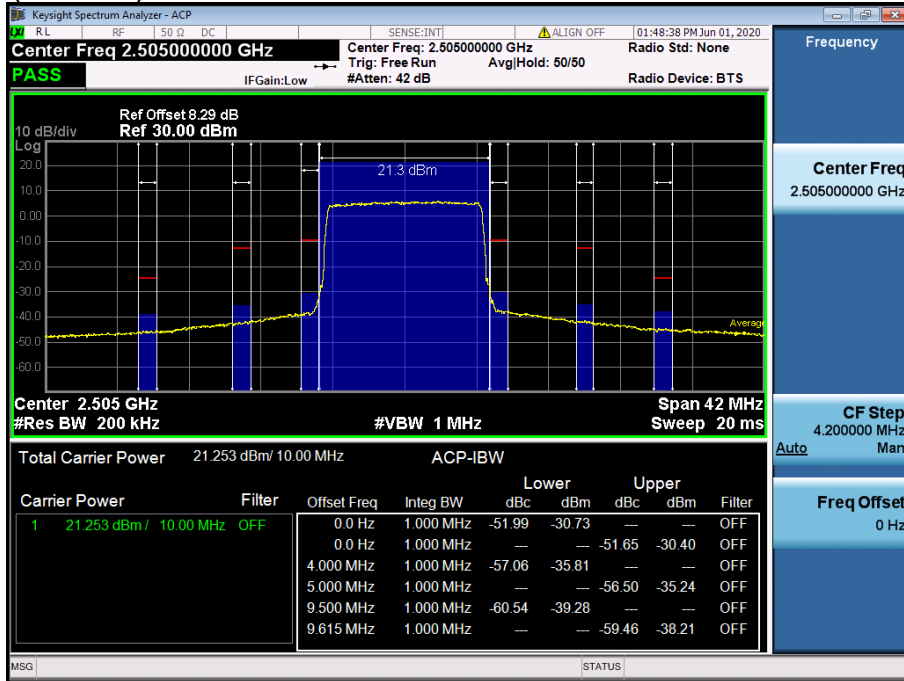 Keysight Spectrum Analyzer - ACP
LXI RL RF 50 Ω DC SENSE:INT ALIGN OFF 01:48:38 PM Jun 01, 2020
Center Freq 2.505000000 GHz Center Freq: 2.505000000 GHz Radio Std: None
Trig: Free Run Avg|Hold: 50/50
PASS IFGain:Low #Atten: 42 dB Radio Device: BTS
Ref Offset 8.29 dB
10 dB/div Ref 30.00 dBm
Log
20.0
21.3 dBm
10.0
0.00
-10.0
-20.0
-30.0
-40.0
Average
-50.0
-60.0
Center 2.505 GHz Span 42 MHz
#Res BW 200 kHz #VBW 1 MHz Sweep 20 ms
Total Carrier Power 21.253 dBm/ 10.00 MHz ACP-IBW
Lower Upper
Carrier Power Filter Offset Freq Integ BW dBc dBm dBc dBm Filter
1 21.253 dBm / 10.00 MHz OFF 0.0 Hz 1.000 MHz -51.99 -30.73 --- --- OFF
0.0 Hz 1.000 MHz --- --- -51.65 -30.40 OFF
4.000 MHz 1.000 MHz -57.06 -35.81 --- --- OFF
5.000 MHz 1.000 MHz --- --- -56.50 -35.24 OFF
9.500 MHz 1.000 MHz -60.54 -39.28 --- --- OFF
9.615 MHz 1.000 MHz --- --- -59.46 -38.21 OFF
MSG STATUS
Frequency
Center Freq
2.505000000 GHz
CF Step
4.200000 MHz
Auto Man
Freq Offset
0 Hz